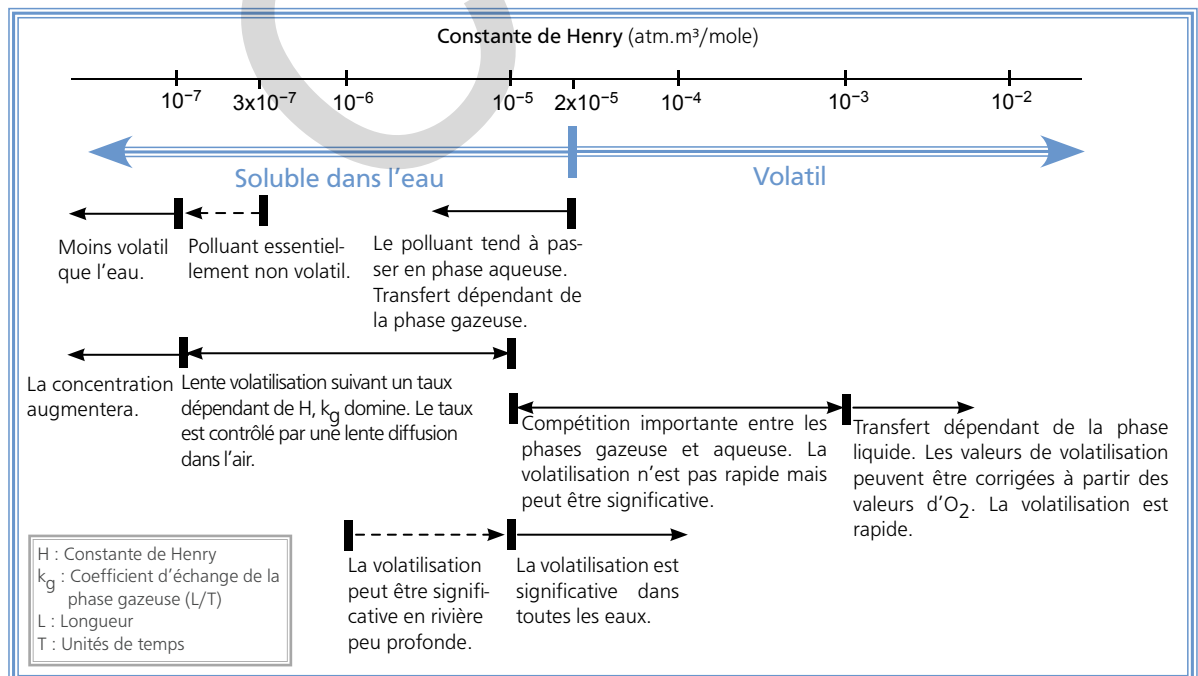 Constante de Henry (atm.m³/mole)
10⁻⁷ 3x10⁻⁷ 10⁻⁶ 10⁻⁵ 2x10⁻⁵ 10⁻⁴ 10⁻³ 10⁻²
Soluble dans l'eau
Volatil
Moins volatil
que l'eau.
Polluant essentiel-
lement non volatil.
Le polluant tend à pas-
ser en phase aqueuse.
Transfert dépendant de
la phase gazeuse.
La concentration
augmentera.
Lente volatilisation suivant un taux
dépendant de H, kg domine. Le taux
est contrôlé par une lente diffusion
dans l'air.
Compétition importante entre les
phases gazeuse et aqueuse. La
volatilisation n'est pas rapide mais
peut être significative.
Transfert dépendant de la phase
liquide. Les valeurs de volatilisation
peuvent être corrigées à partir des
valeurs d'O₂. La volatilisation est
rapide.
La volatilisation
peut être signifi-
cative en rivière
peu profonde.
La volatilisation est
significative dans
toutes les eaux.
H : Constante de Henry
kg : Coefficient d'échange de la
phase gazeuse (L/T)
L : Longueur
T : Unités de temps